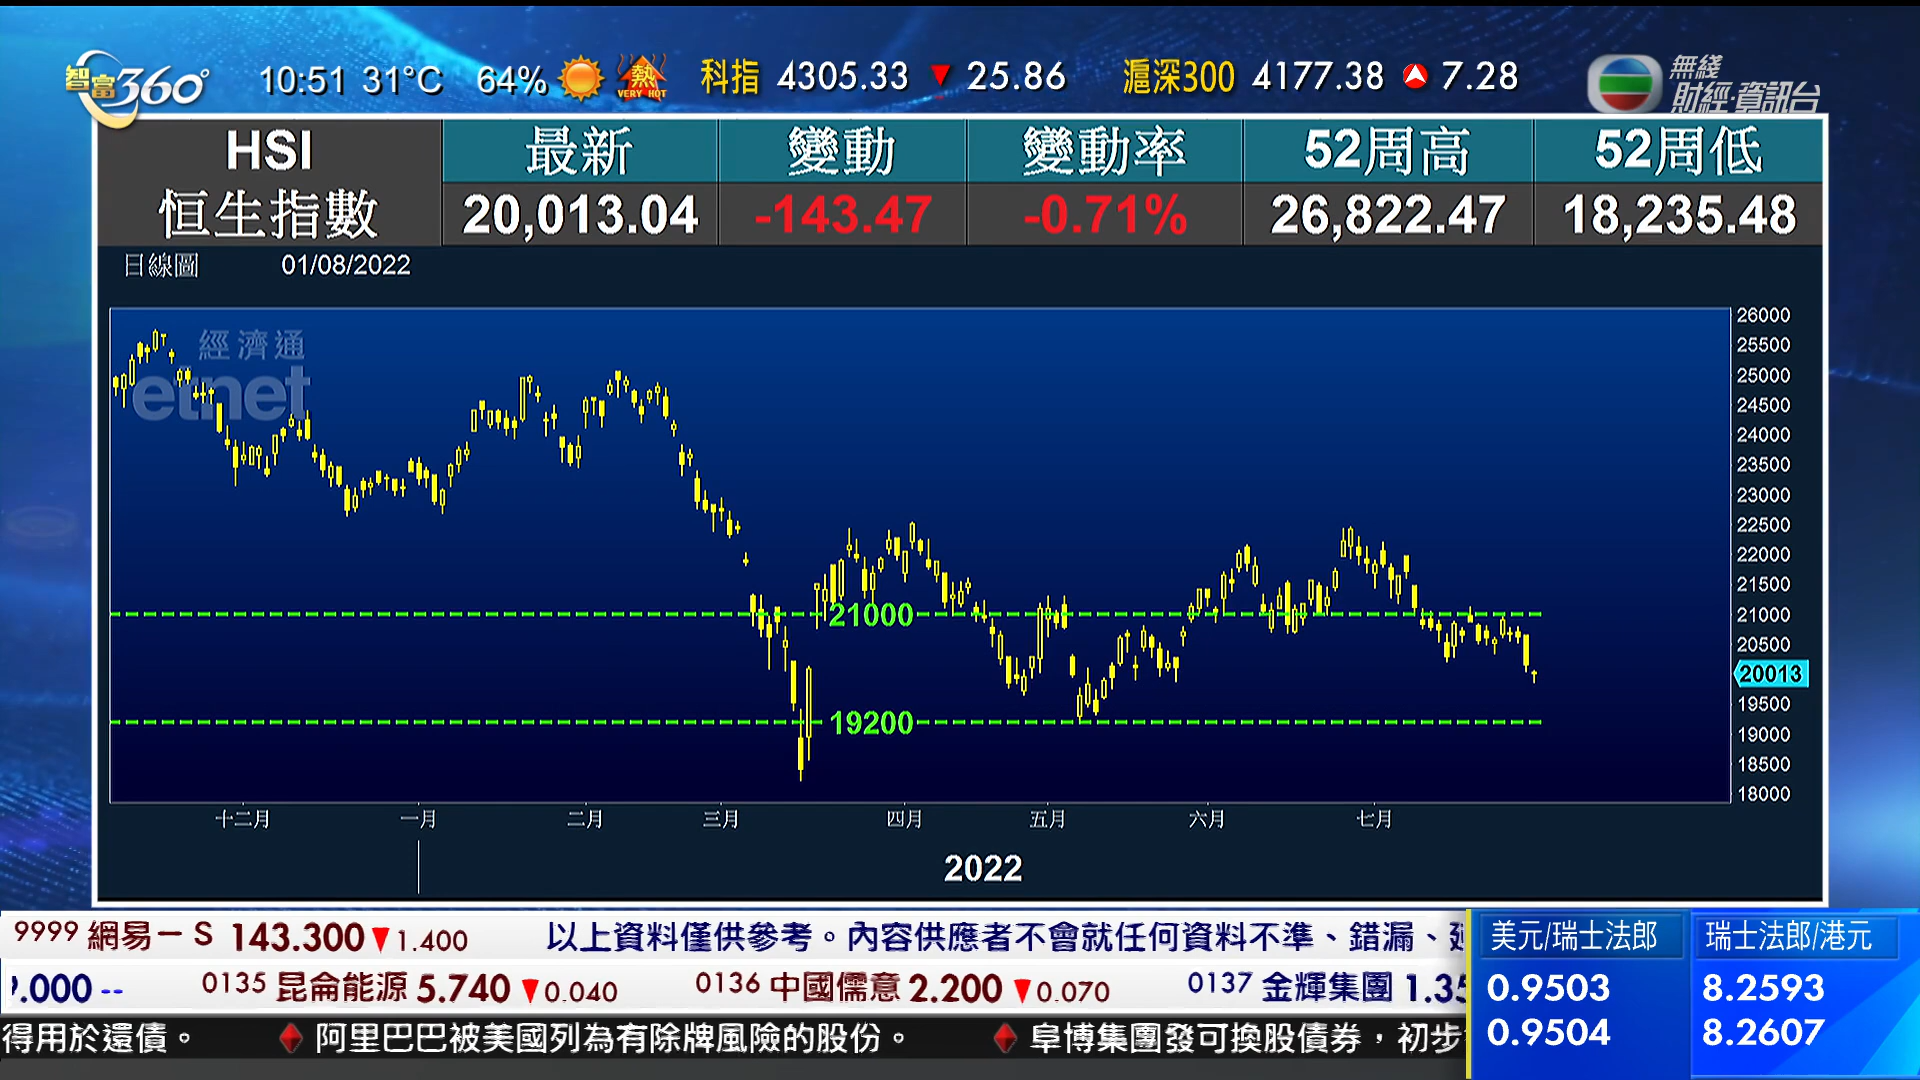 智富360°
10:51 31°C 64% 熱 VERY HOT 科指 4305.33 ▼ 25.86 滬深300 4177.38 ▲ 7.28
無綫
財經·資訊台
HSI 最新 變動 變動率 52周高 52周低
恒生指數 20,013.04 -143.47 -0.71% 26,822.47 18,235.48
日線圖 01/08/2022
經濟通
etnet
26000
25500
25000
24500
24000
23500
23000
22500
22000
21500
21000
20500
20013
19500
19000
18500
18000
21000
19200
十二月 一月 二月 三月 四月 五月 六月 七月
2022
9999 網易－S 143.300 ▼ 1.400 以上資料僅供參考。內容供應者不會就任何資料不準、錯漏、
.000 -- 0135 昆侖能源 5.740 ▼ 0.040 0136 中國儒意 2.200 ▼ 0.070 0137 金輝集團 1.35
得用於還債。 阿里巴巴被美國列為有除牌風險的股份。 阜博集團發可換股債券，初步
美元/瑞士法郎 瑞士法郎/港元
0.9503 8.2593
0.9504 8.2607